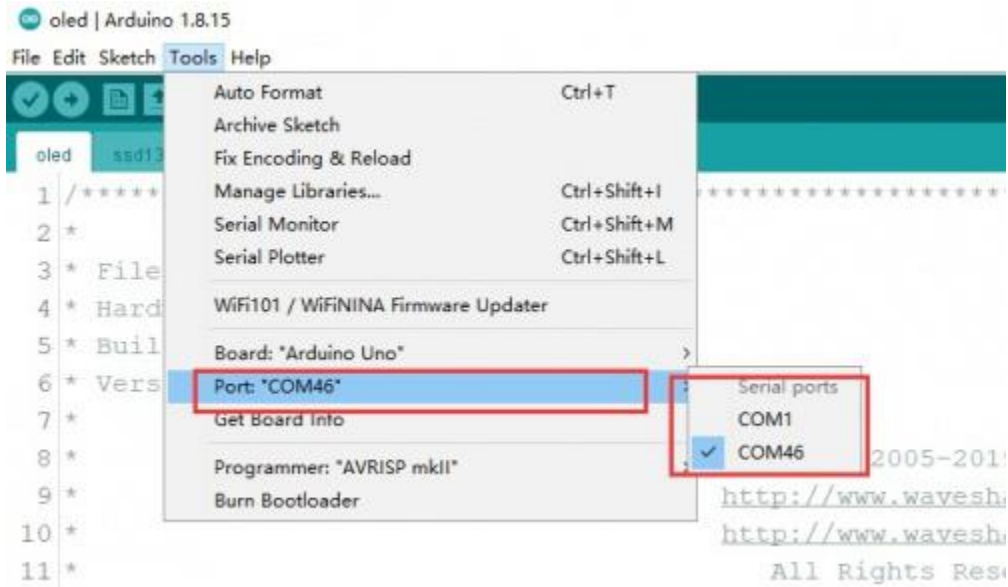 oled | Arduino 1.8.15
File Edit Sketch Tools Help
Auto Format Ctrl+T
Archive Sketch
Fix Encoding & Reload
Manage Libraries... Ctrl+Shift+I
Serial Monitor Ctrl+Shift+M
Serial Plotter Ctrl+Shift+L
WiFi101 / WiFiNINA Firmware Updater
Board: "Arduino Uno"
Port: "COM46"
Get Board Info
Programmer: "AVRISP mkII"
Burn Bootloader
Serial ports
COM1
COM46
oled ssd13
1 /***** *******************
2 *
3 * File
4 * Hard
5 * Buil
6 * Vers
7 *
8 * 2005-201
9 * http://www.wavesha
10 * http://www.wavesha
11 * All Rights Res